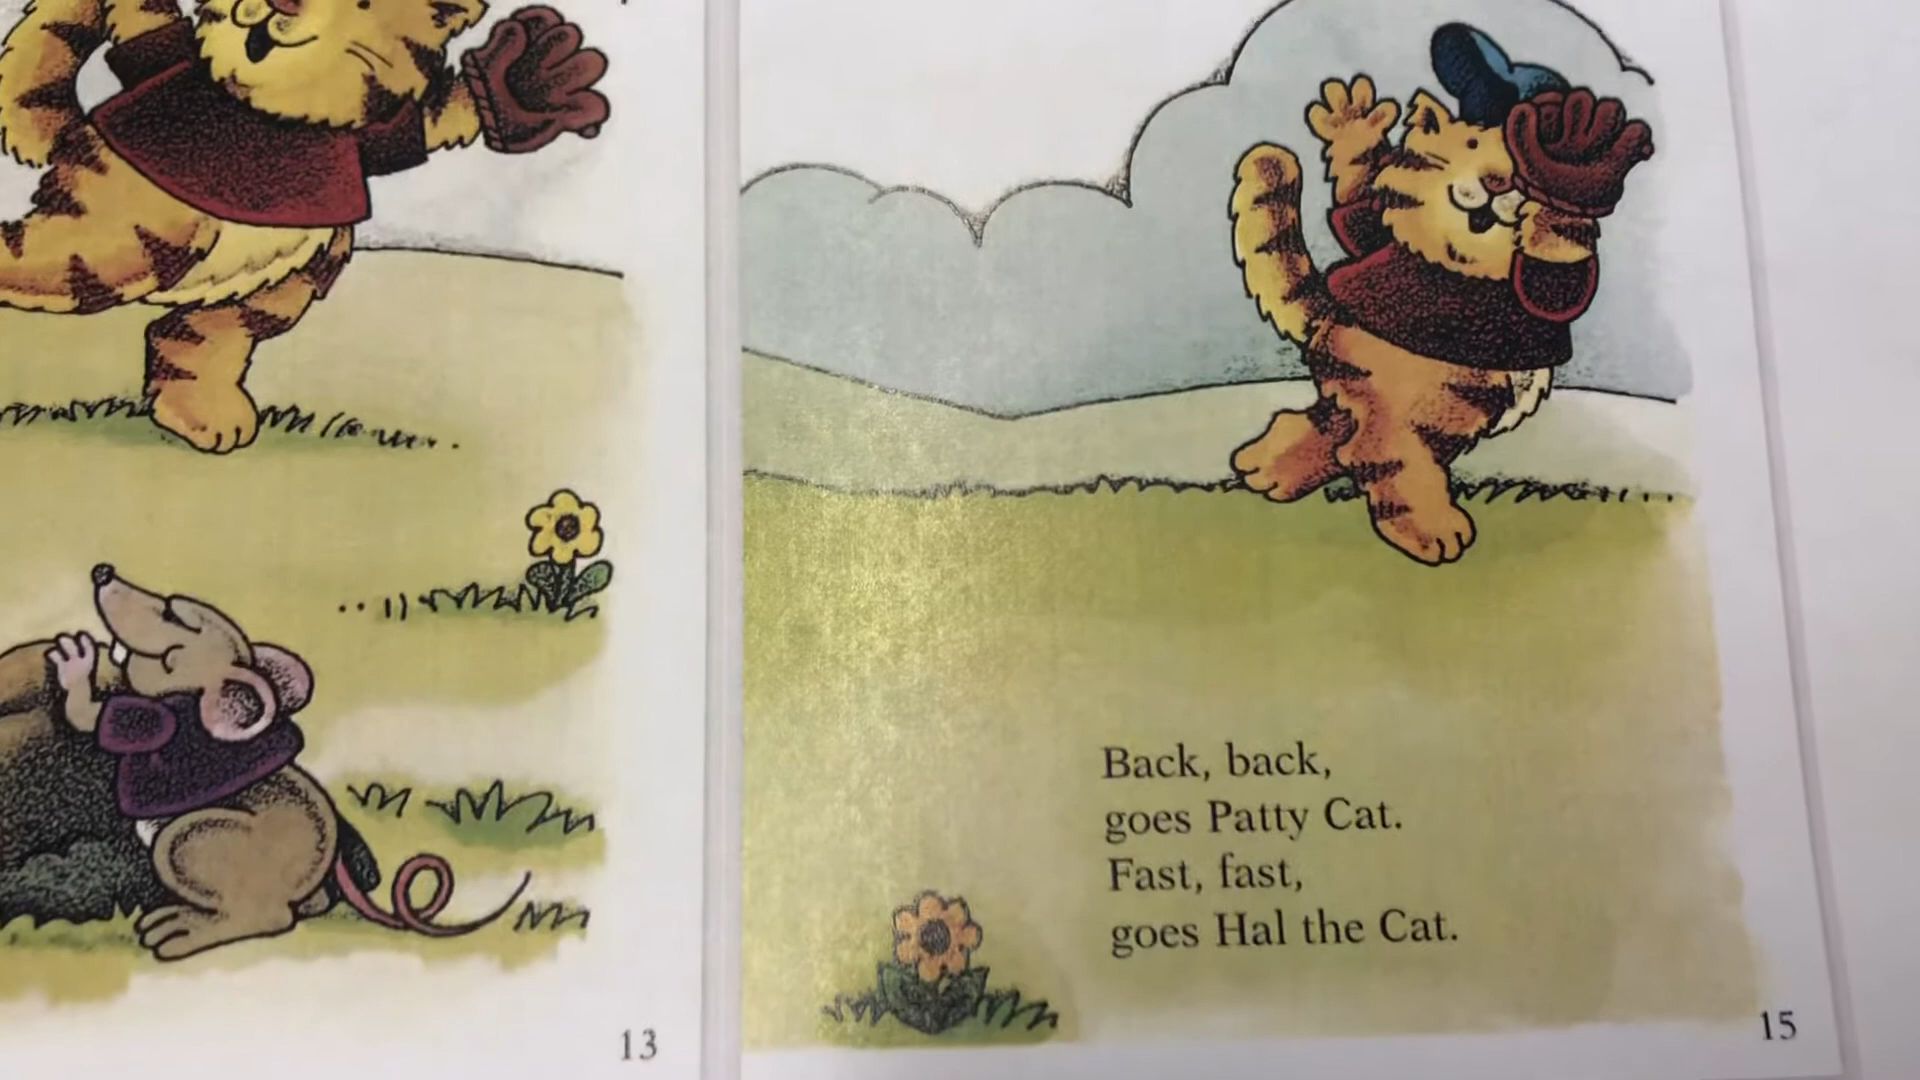 13
Back, back,
goes Patty Cat.
Fast, fast,
goes Hal the Cat.
15